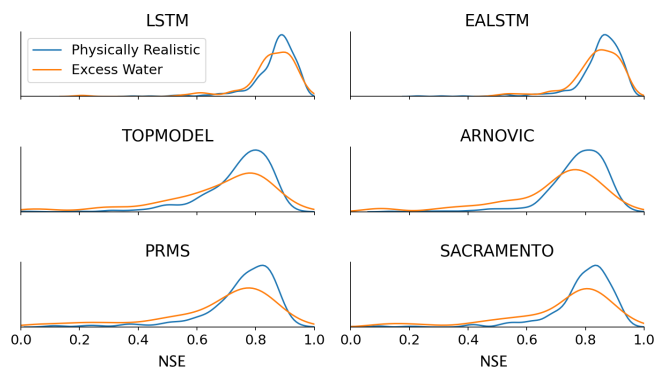 LSTM
EALSTM
Physically Realistic
Excess Water
TOPMODEL
ARNOVIC
PRMS
SACRAMENTO
0.0 0.2 0.4 0.6 0.8 1.0
0.0 0.2 0.4 0.6 0.8 1.0
NSE
NSE